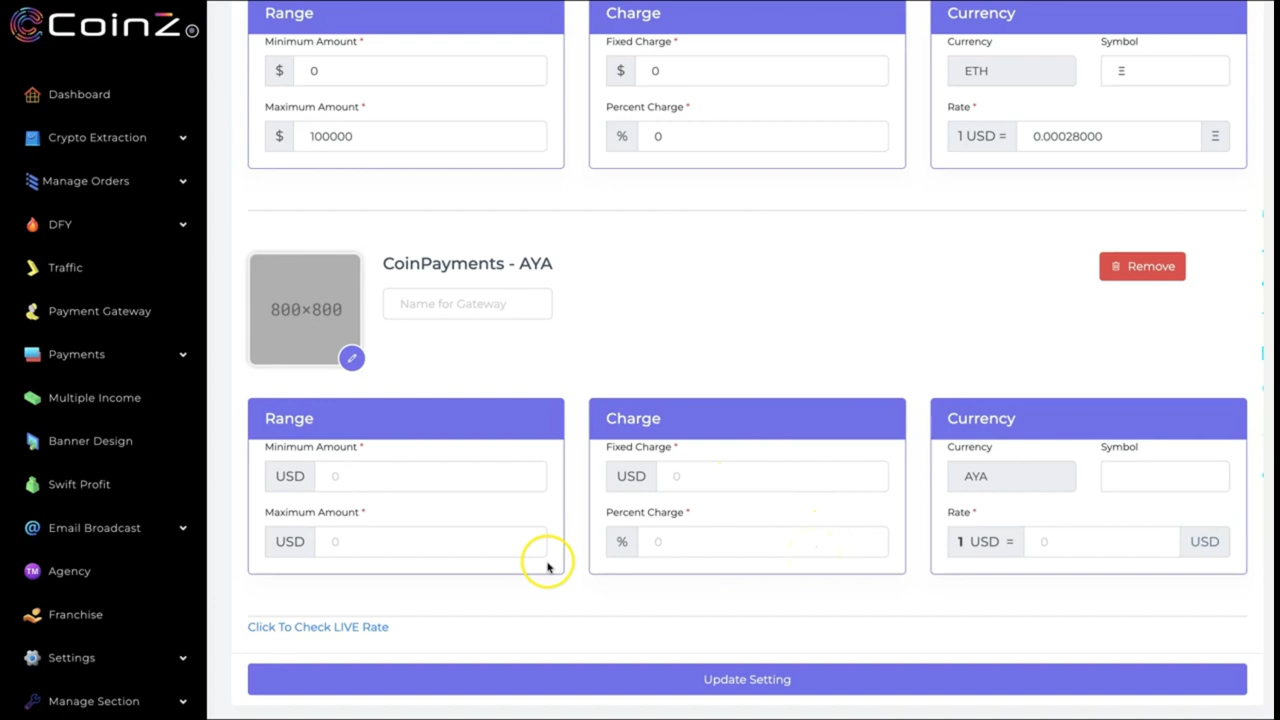 CoinZ
Dashboard
Crypto Extraction
Manage Orders
DFY
Traffic
Payment Gateway
Payments
Multiple Income
Banner Design
Swift Profit
@ Email Broadcast
TM Agency
Franchise
Settings
Manage Section
Range
Minimum Amount *
$ 0
Maximum Amount *
$ 100000
Charge
Fixed Charge *
$ 0
Percent Charge *
% 0
Currency
Currency Symbol
ETH Ξ
Rate *
1 USD = 0.00028000 Ξ
800×800
CoinPayments - AYA
Name for Gateway
Remove
Range
Minimum Amount *
USD 0
Maximum Amount *
USD 0
Charge
Fixed Charge *
USD 0
Percent Charge *
% 0
Currency
Currency Symbol
AYA
Rate *
1 USD = 0 USD
Click To Check LIVE Rate
Update Setting